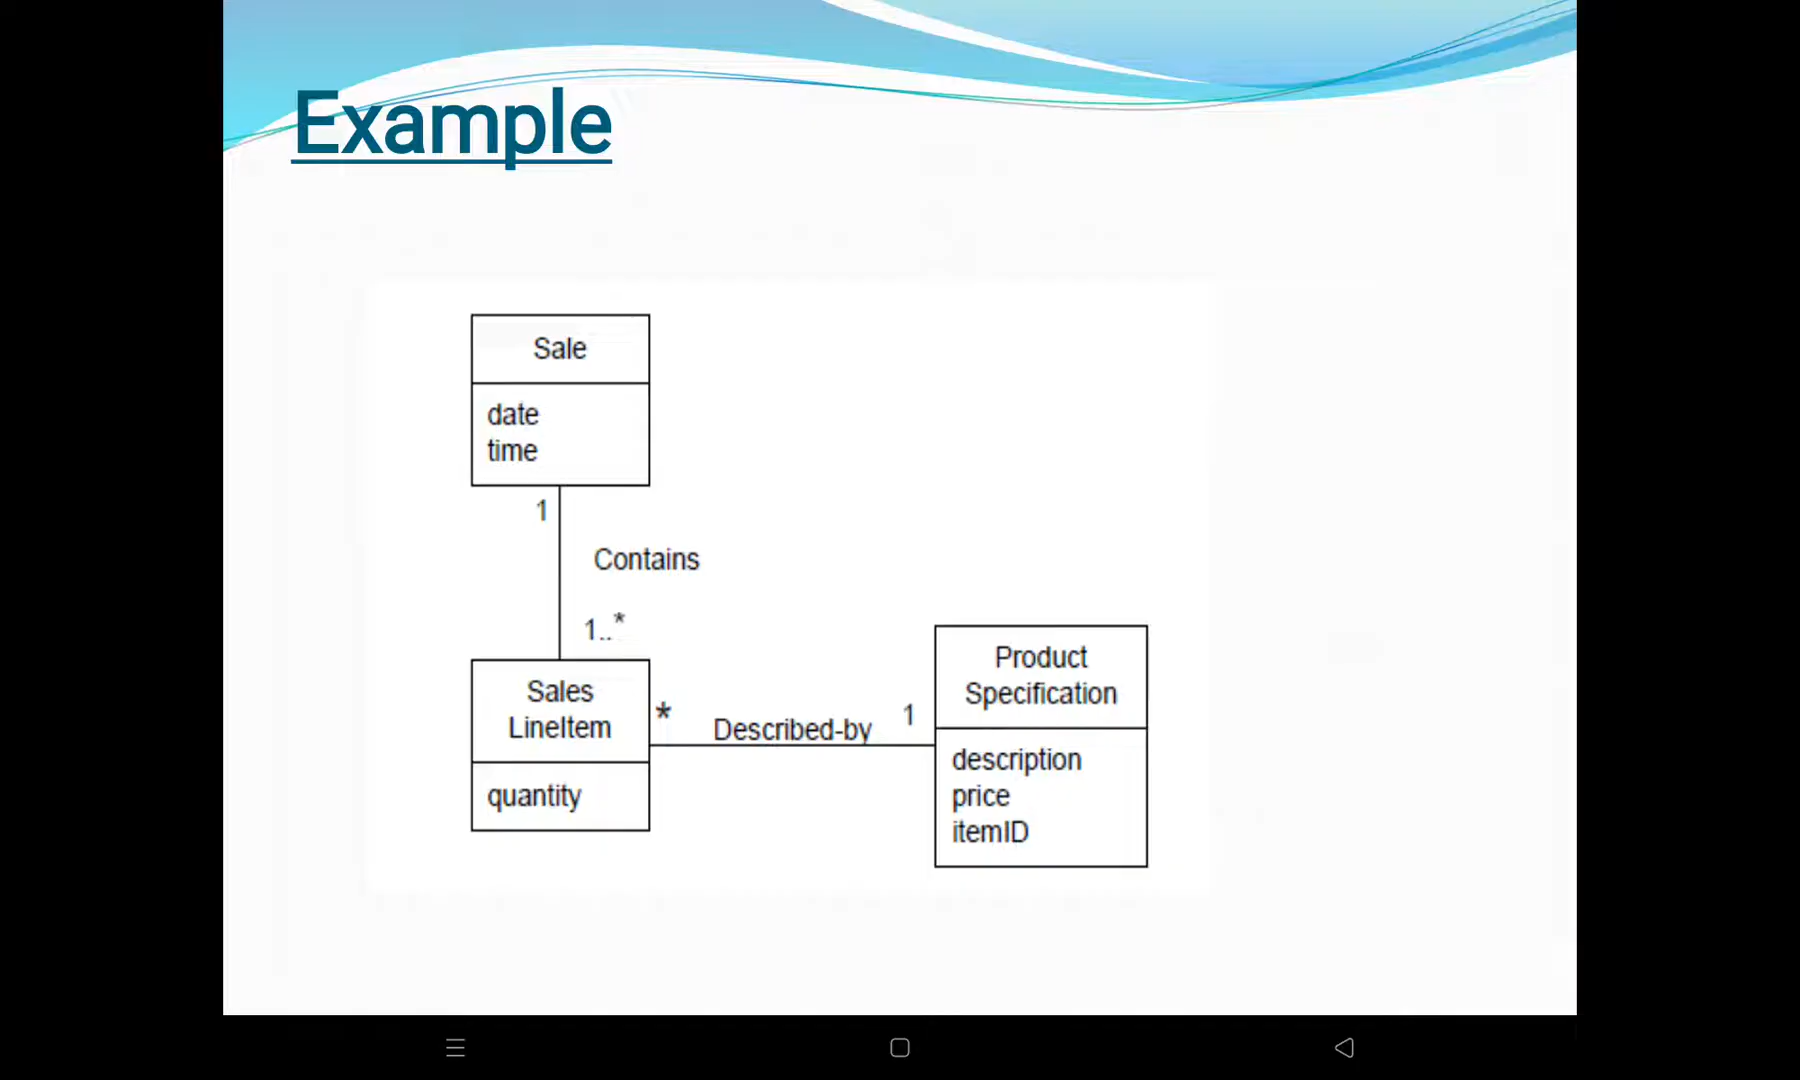 Example
Sale
date
time
1
Contains
1..*
Sales
LineItem
quantity
*
Described-by
1
Product
Specification
description
price
itemID